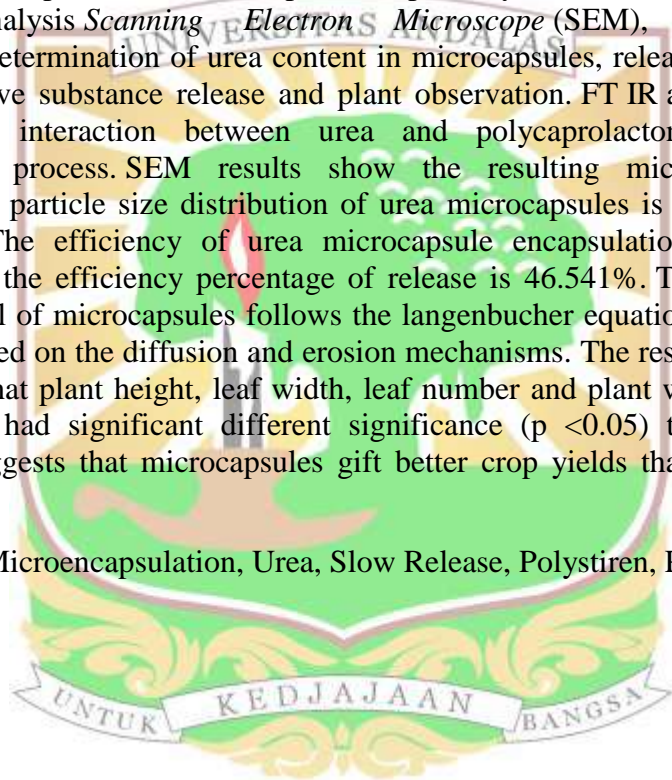 nalysis Scanning Electron Microscope (SEM),
UNIVERSITAS ANDALAS
etermination of urea content in microcapsules, relea
ve substance release and plant observation. FT IR a
interaction between urea and polycaprolacton
process. SEM results show the resulting mic
particle size distribution of urea microcapsules is
The efficiency of urea microcapsule encapsulatio
the efficiency percentage of release is 46.541%. T
l of microcapsules follows the langenbucher equatio
ed on the diffusion and erosion mechanisms. The res
hat plant height, leaf width, leaf number and plant w
had significant different significance (p <0.05) t
ggests that microcapsules gift better crop yields tha
Microencapsulation, Urea, Slow Release, Polystiren,
UNTUK KEDJAJAAN BANGSA